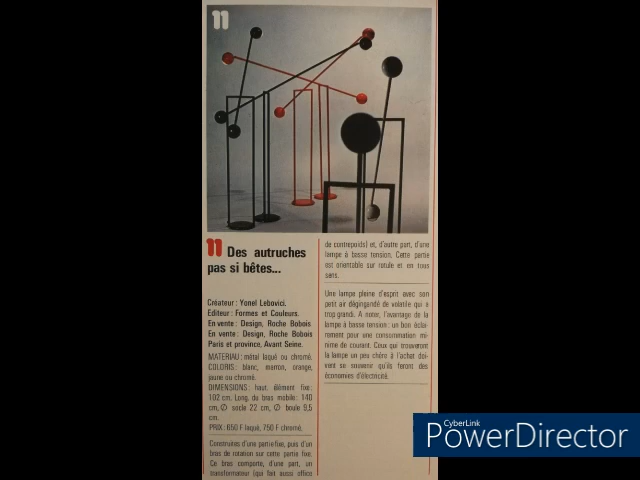 11
11 Des autruches
pas si bêtes...
Créateur : Yonel Lebovici.
Editeur : Formes et Couleurs.
En vente : Design, Roche Bobois
En vente : Design, Roche Bobois
Paris et province, Avant Seine.
MATERIAU : métal laqué ou chromé.
COLORIS : blanc, marron, orange,
jaune ou chromé.
DIMENSIONS : haut. élément fixe :
102 cm. Long. du bras mobile : 140
cm, Ø socle 22 cm, Ø boule 9,5
cm.
PRIX : 650 F laqué, 750 F chromé.
Construires d'une partie fixe, puis d'un
bras de rotation sur cette partie fixe.
Ce bras comporte, d'une part, un
transformateur (qui fait aussi office
de contrepoids) et, d'autre part, d'une
lampe à basse tension. Cette partie
est orientable sur rotule et en tous
sens.
Une lampe pleine d'esprit avec son
petit air dégingandé de volatile qui a
trop grandi. A noter, l'avantage de la
lampe à basse tension : un bon éclai-
rement pour une consommation mi-
nime de courant. Ceux qui trouveront
la lampe un peu chère à l'achat doi-
vent se souvenir qu'ils feront des
économies d'électricité.
CyberLink
PowerDirector